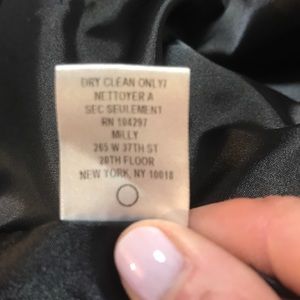 DRY CLEAN ONLY/
NETTOYER A
SEC SEULEMENT
RN 104297
MILLY
265 W 37TH ST
20TH FLOOR
NEW YORK, NY 10018